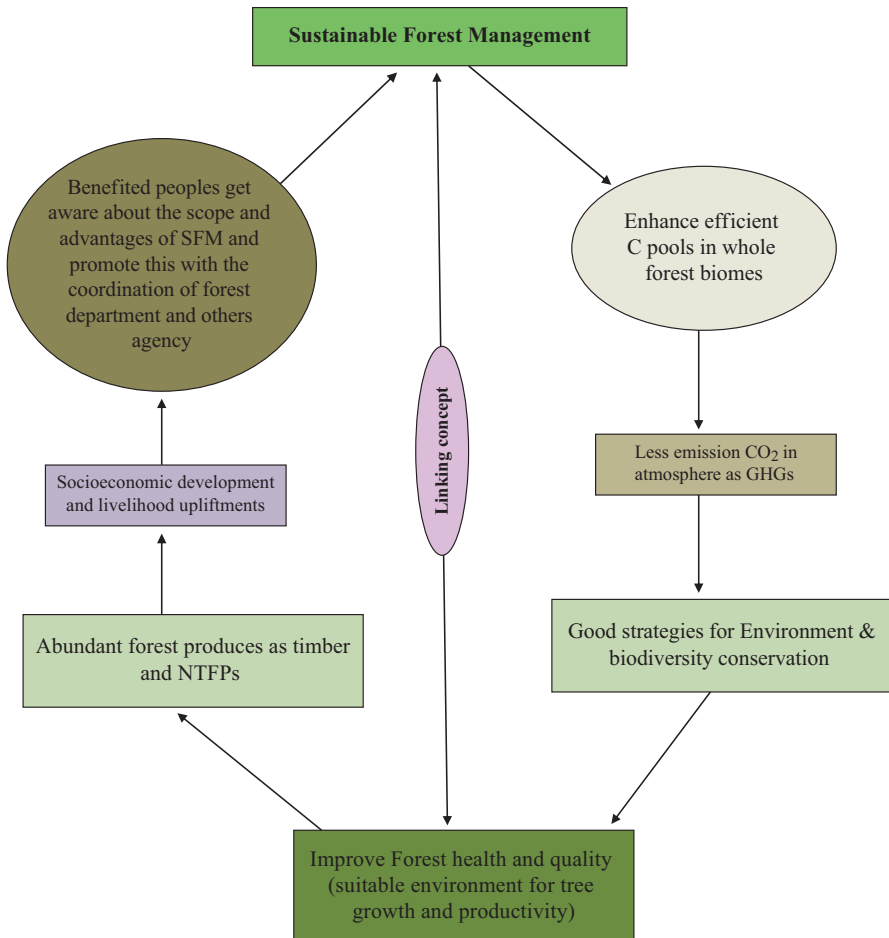 Sustainable Forest Management
Benefited peoples get
aware about the scope and
advantages of SFM and
promote this with the
coordination of forest
department and others
agency
Enhance efficient
C pools in whole
forest biomes
Linking concept
Less emission CO₂ in
atmosphere as GHGs
Socioeconomic development
and livelihood upliftments
Good strategies for Environment &
biodiversity conservation
Abundant forest produces as timber
and NTFPs
Improve Forest health and quality
(suitable environment for tree
growth and productivity)